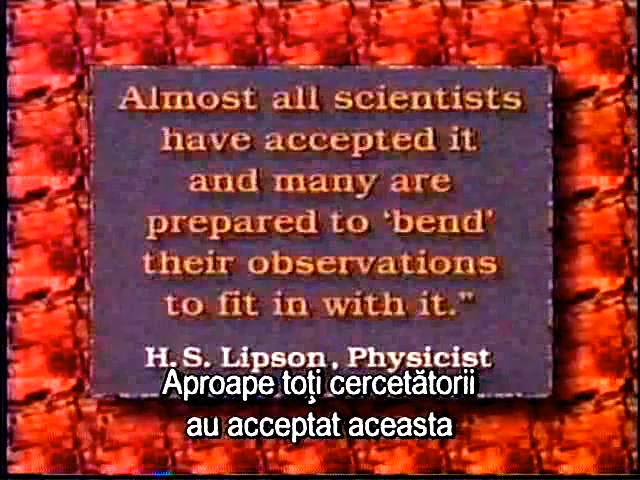 Almost all scientists
have accepted it
and many are
prepared to ‘bend’
their observations
to fit in with it.”
H. S. Lipson, Physicist
Aproape toţi cercetătorii
au acceptat aceasta